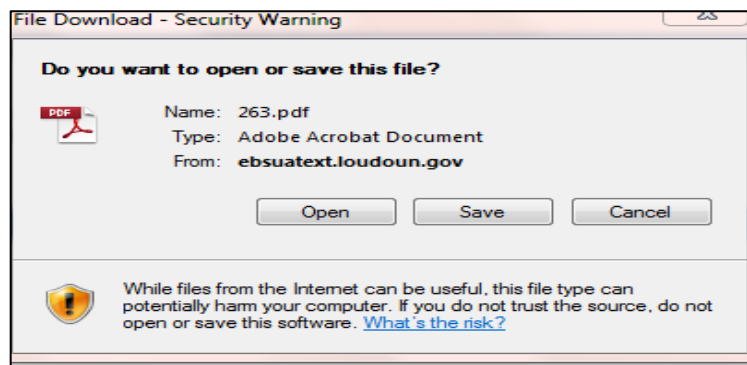 File Download - Security Warning
Do you want to open or save this file?
PDF
Name: 263.pdf
Type: Adobe Acrobat Document
From: ebsuatext.loudoun.gov
Open Save Cancel
While files from the Internet can be useful, this file type can
potentially harm your computer. If you do not trust the source, do not
open or save this software. What's the risk?